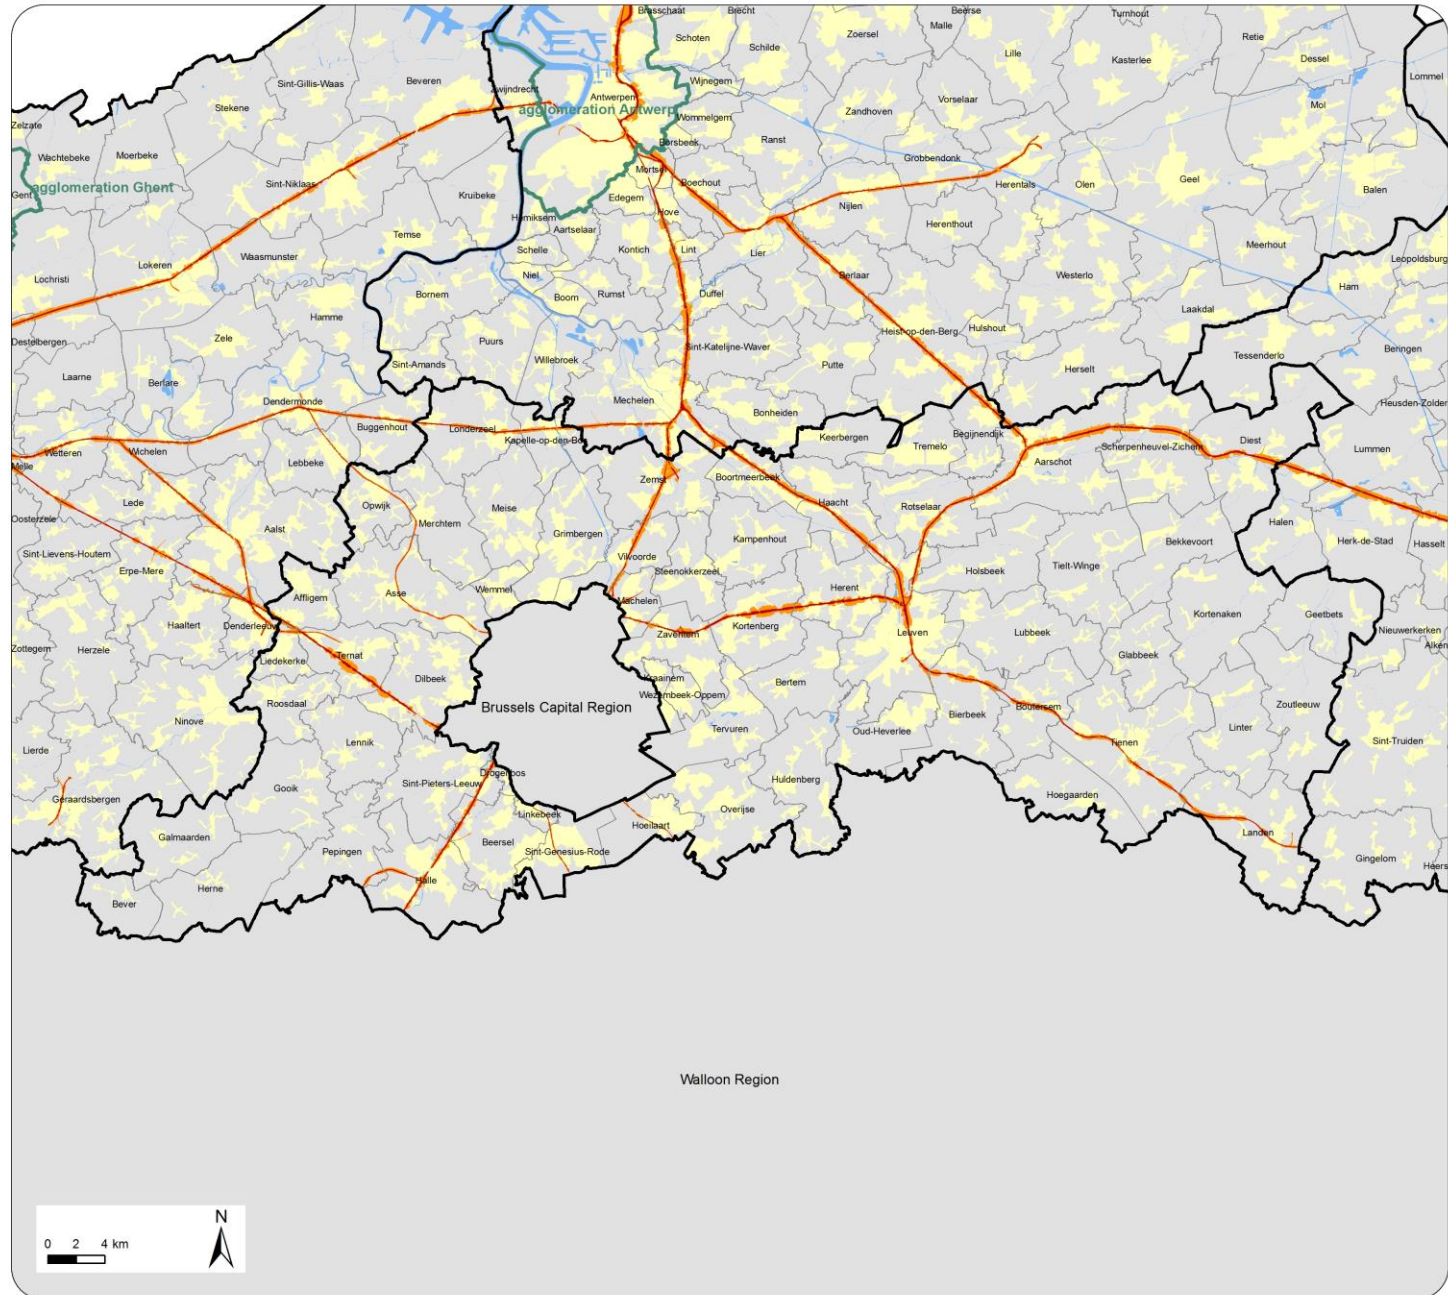 Brasschaat
Brecht
Beerse
Turnhout
Malle
Schoten
Schilde
Zoersel
Lille
Kasterlee
Retie
Dessel
Lommel
Sint-Gillis-Waas
Beveren
Zwijndrecht
Wijnegem
Stekene
Antwerpen
agglomeration Antwerp
Wommelgem
Zandhoven
Vorselaar
Mol
Zelzate
Wachtebeke
Moerbeke
Borsbeek
Ranst
Grobbendonk
Gent
agglomeration Ghent
Sint-Niklaas
Kruibeke
Mortsel
Boechout
Edegem
Herentals
Olen
Geel
Balen
Hemiksem
Hove
Nijlen
Herenthout
Temse
Aartselaar
Schelle
Kontich
Lint
Lier
Meerhout
Waasmunster
Lokeren
Lochristi
Niel
Berlaar
Westerlo
Leopoldsburg
Ham
Bornem
Boom
Rumst
Duffel
Laakdal
Hamme
Destelbergen
Zele
Puurs
Sint-Katelijne-Waver
Heist-op-den-Berg
Hulshout
Beringen
Laarne
Berlare
Sint-Amands
Willebroek
Putte
Herselt
Tessenderlo
Dendermonde
Mechelen
Bonheiden
Heusden-Zolder
Buggenhout
Londerzeel
Kapelle-op-den-Bos
Keerbergen
Begijnendijk
Tremelo
Scherpenheuvel-Zichem
Diest
Lummen
Melle
Wetteren
Wichelen
Lebbeke
Aarschot
Zemst
Boortmeerbeek
Lede
Opwijk
Meise
Haacht
Rotselaar
Oosterzele
Aalst
Merchtem
Grimbergen
Kampenhout
Halen
Bekkevoort
Herk-de-Stad
Hasselt
Sint-Lievens-Houtem
Erpe-Mere
Vilvoorde
Steenokkerzeel
Holsbeek
Tielt-Winge
Affligem
Asse
Wemmel
Machelen
Herent
Kortenaken
Geetbets
Haaltert
Denderleeuw
Zaventem
Kortenberg
Leuven
Lubbeek
Nieuwerkerken
Alken
Zottegem
Herzele
Liedekerke
Ternat
Dilbeek
Glabbeek
Kraainem
Wezembeek-Oppem
Bertem
Roosdaal
Brussels Capital Region
Boutersem
Zoutleeuw
Ninove
Bierbeek
Linter
Lierde
Lennik
Tervuren
Oud-Heverlee
Tienen
Sint-Truiden
Drogenbos
Sint-Pieters-Leeuw
Huldenberg
Gooik
Hoegaarden
Geraardsbergen
Linkebeek
Overijse
Hoeilaart
Galmaarden
Beersel
Landen
Pepingen
Sint-Genesius-Rode
Gingelom
Heers
Halle
Herne
Bever
Walloon Region
N
0 2 4 km